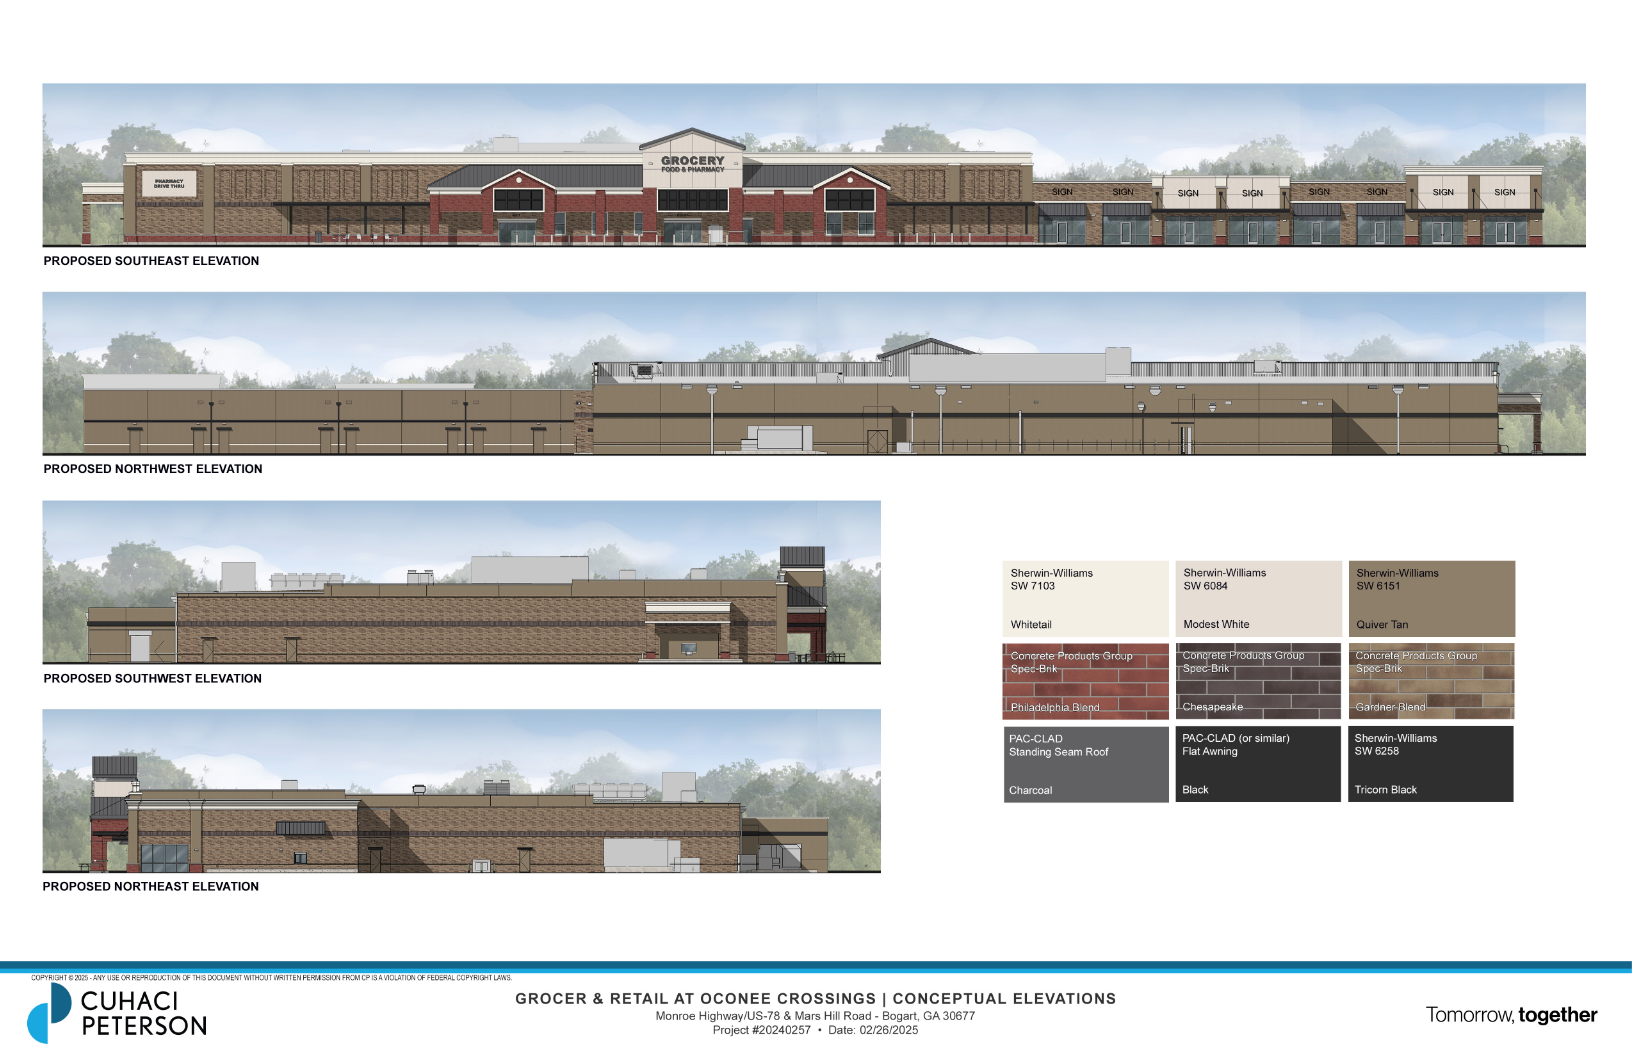 PHARMACY
DRIVE THRU
GROCERY
FOOD & PHARMACY
SIGN
SIGN
SIGN
SIGN
SIGN
SIGN
SIGN
SIGN
PROPOSED SOUTHEAST ELEVATION
PROPOSED NORTHWEST ELEVATION
PROPOSED SOUTHWEST ELEVATION
PROPOSED NORTHEAST ELEVATION
Sherwin-Williams
SW 7103
Whitetail
Sherwin-Williams
SW 6084
Modest White
Sherwin-Williams
SW 6151
Quiver Tan
Concrete Products Group
Spec-Brik
Philadelphia Blend
Concrete Products Group
Spec-Brik
Chesapeake
Concrete Products Group
Spec-Brik
Gardner Blend
PAC-CLAD
Standing Seam Roof
Charcoal
PAC-CLAD (or similar)
Flat Awning
Black
Sherwin-Williams
SW 6258
Tricorn Black
COPYRIGHT © 2025 - ANY USE OR REPRODUCTION OF THIS DOCUMENT WITHOUT WRITTEN PERMISSION FROM CP IS A VIOLATION OF FEDERAL COPYRIGHT LAWS.
CUHACI
PETERSON
GROCER & RETAIL AT OCONEE CROSSINGS | CONCEPTUAL ELEVATIONS
Monroe Highway/US-78 & Mars Hill Road - Bogart, GA 30677
Project #20240257 • Date: 02/26/2025
Tomorrow, together